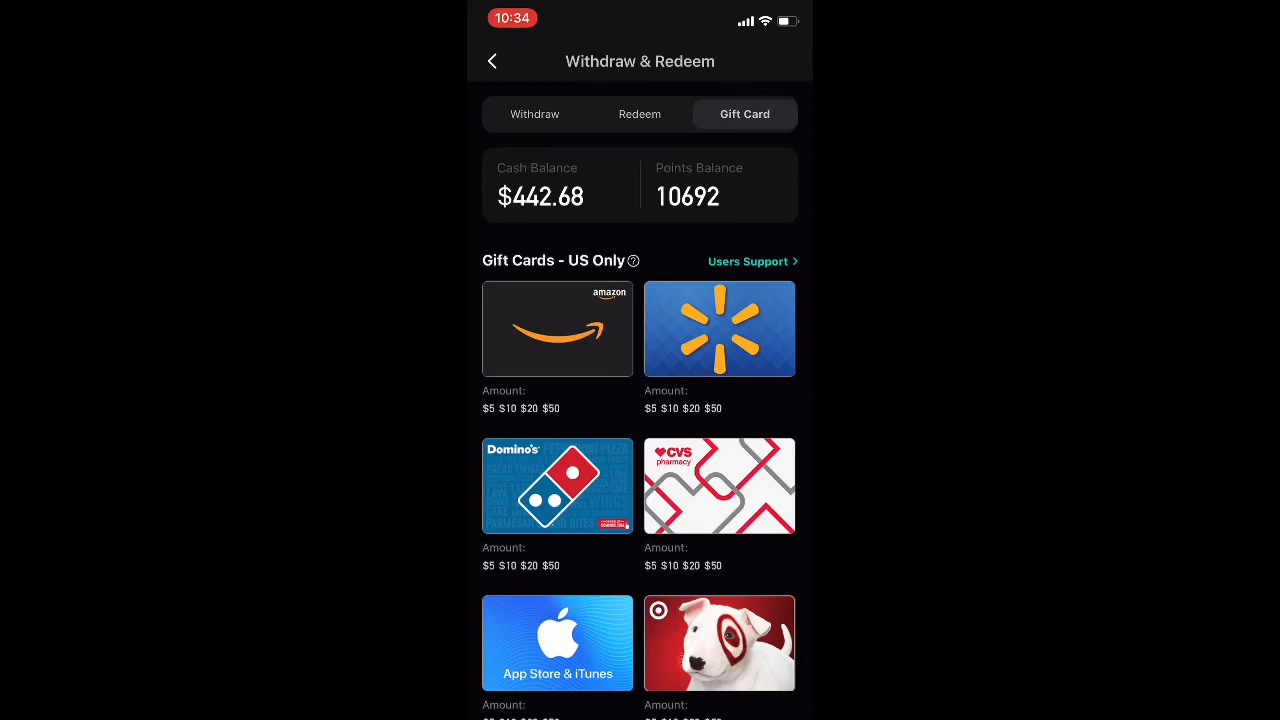 10:34
Withdraw & Redeem
Withdraw Redeem Gift Card
Cash Balance Points Balance
$442.68 10692
Gift Cards - US Only ? Users Support >
amazon
Amount: Amount:
$5 $10 $20 $50 $5 $10 $20 $50
Domino's CVS
pharmacy
Amount: Amount:
$5 $10 $20 $50 $5 $10 $20 $50
App Store & iTunes
Amount: Amount: